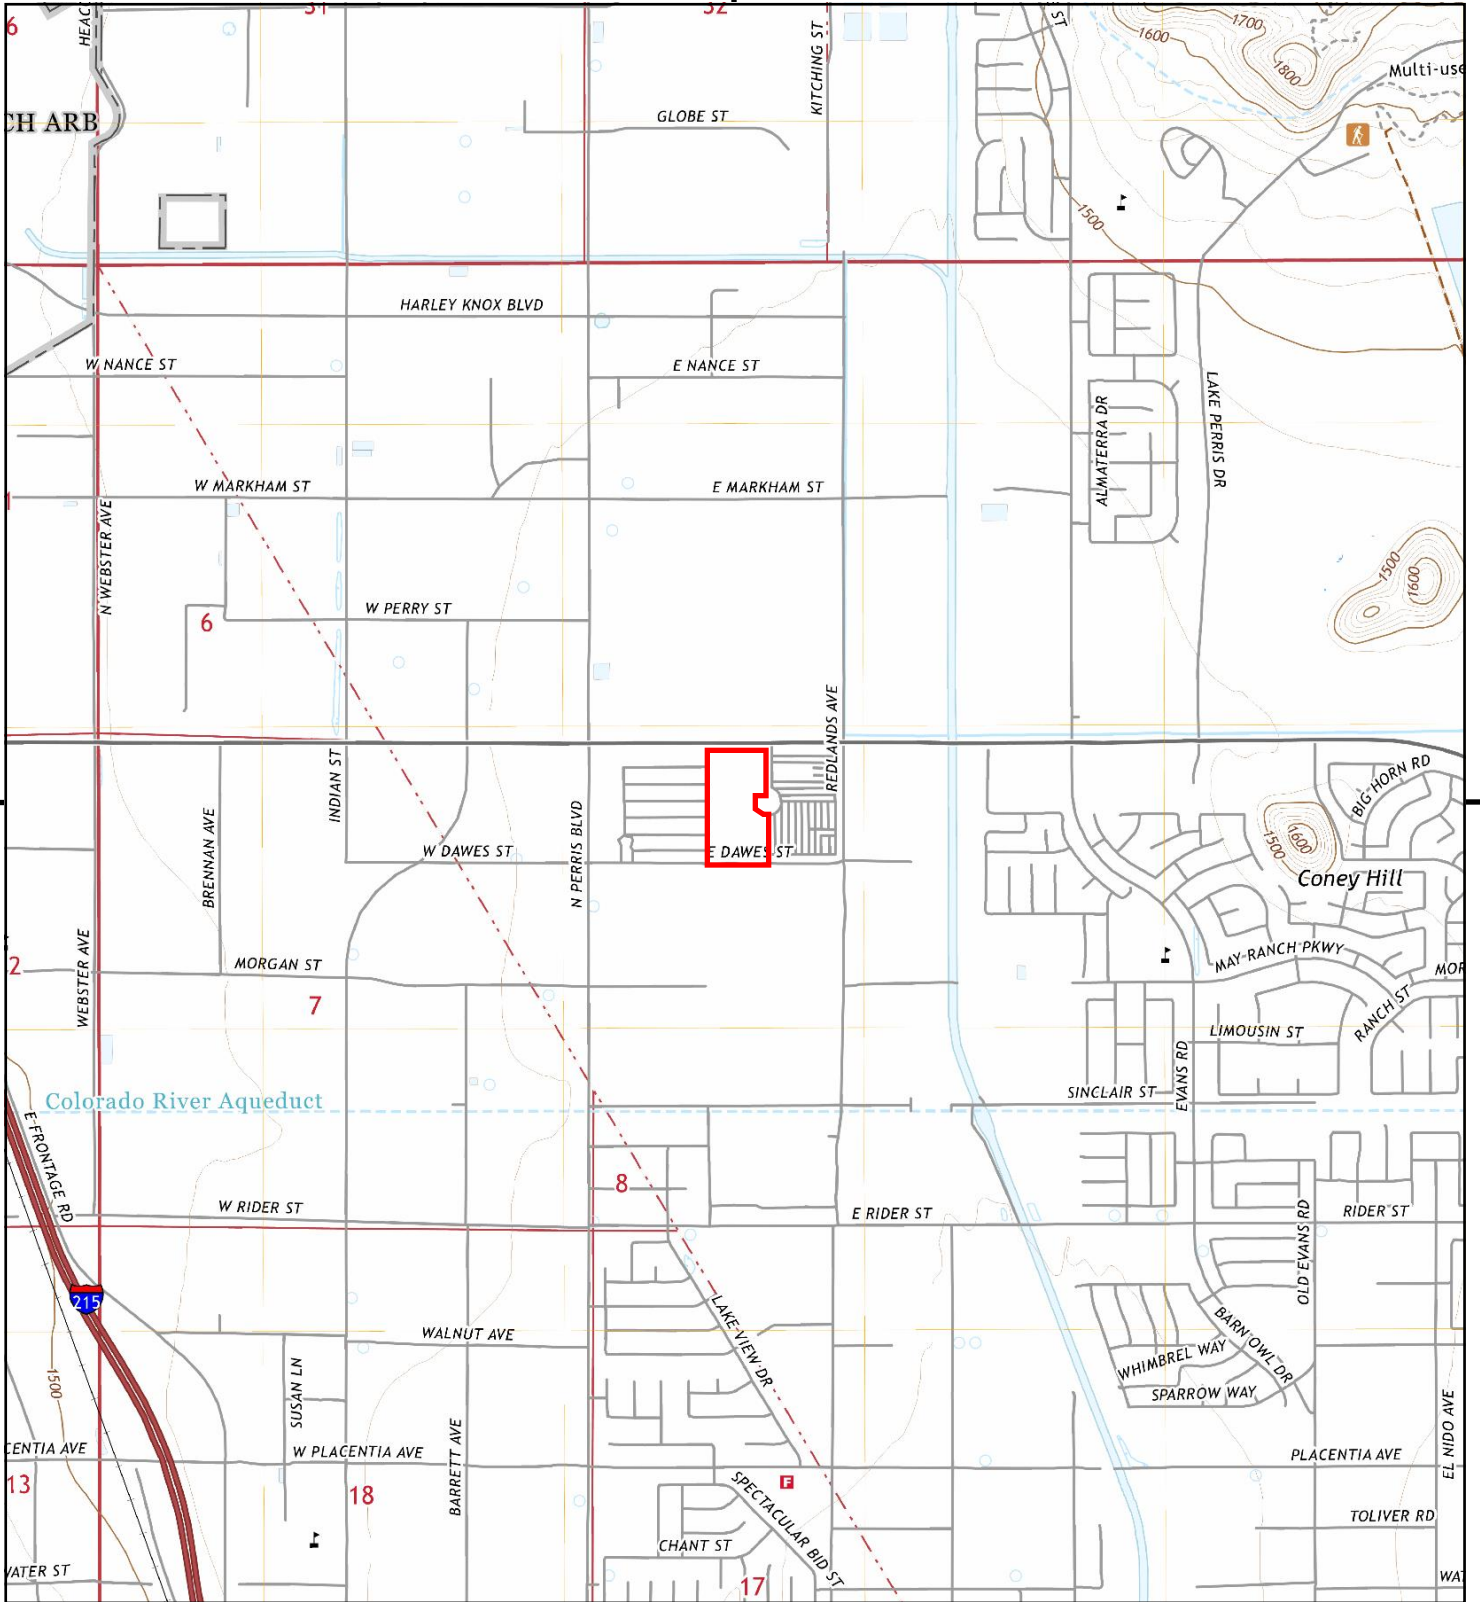 31
32
6
HEAC
KITCHING ST
ST
1700
1600
1800
Multi-use
CH ARB
GLOBE ST
1500
HARLEY KNOX BLVD
W NANCE ST
E NANCE ST
LAKE PERRIS DR
ALMATERRA DR
W MARKHAM ST
E MARKHAM ST
1
N WEBSTER AVE
1500
1600
W PERRY ST
6
REDLANDS AVE
INDIAN ST
BIG HORN RD
BRENNAN AVE
N PERRIS BLVD
W DAWES ST
E DAWES ST
1500
1600
Coney Hill
WEBSTER AVE
MORGAN ST
2
MAY-RANCH PKWY
MOR
7
RANCH ST
LIMOUSIN ST
EVANS RD
Colorado River Aqueduct
SINCLAIR ST
E-FRONTAGE RD
8
W RIDER ST
E RIDER ST
RIDER ST
OLD EVANS RD
215
LAKE-VIEW DR
WALNUT AVE
BARN OWL DR
WHIMBREL WAY
SPARROW WAY
1500
SUSAN LN
BARRETT AVE
EL NIDO AVE
CENTIA AVE
W PLACENTIA AVE
PLACENTIA AVE
13
18
F
SPECTACULAR BID ST
TOLIVER RD
CHANT ST
WATER ST
17
WA